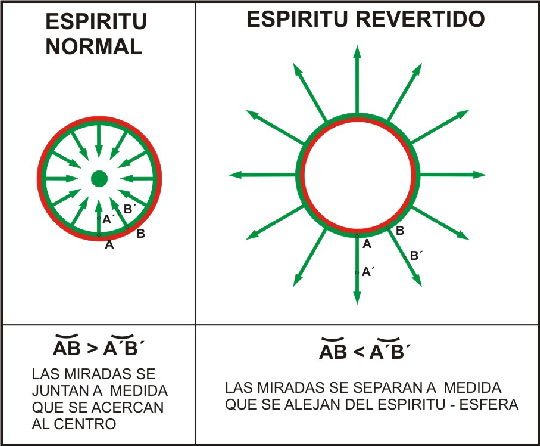 ESPIRITU
NORMAL
ESPIRITU REVERTIDO
B´
A´
B
A
A
B
B´
A´
AB > A´B´
LAS MIRADAS SE
JUNTAN A MEDIDA
QUE SE ACERCAN
AL CENTRO
AB < A´B´
LAS MIRADAS SE SEPARAN A MEDIDA
QUE SE ALEJAN DEL ESPIRITU - ESFERA